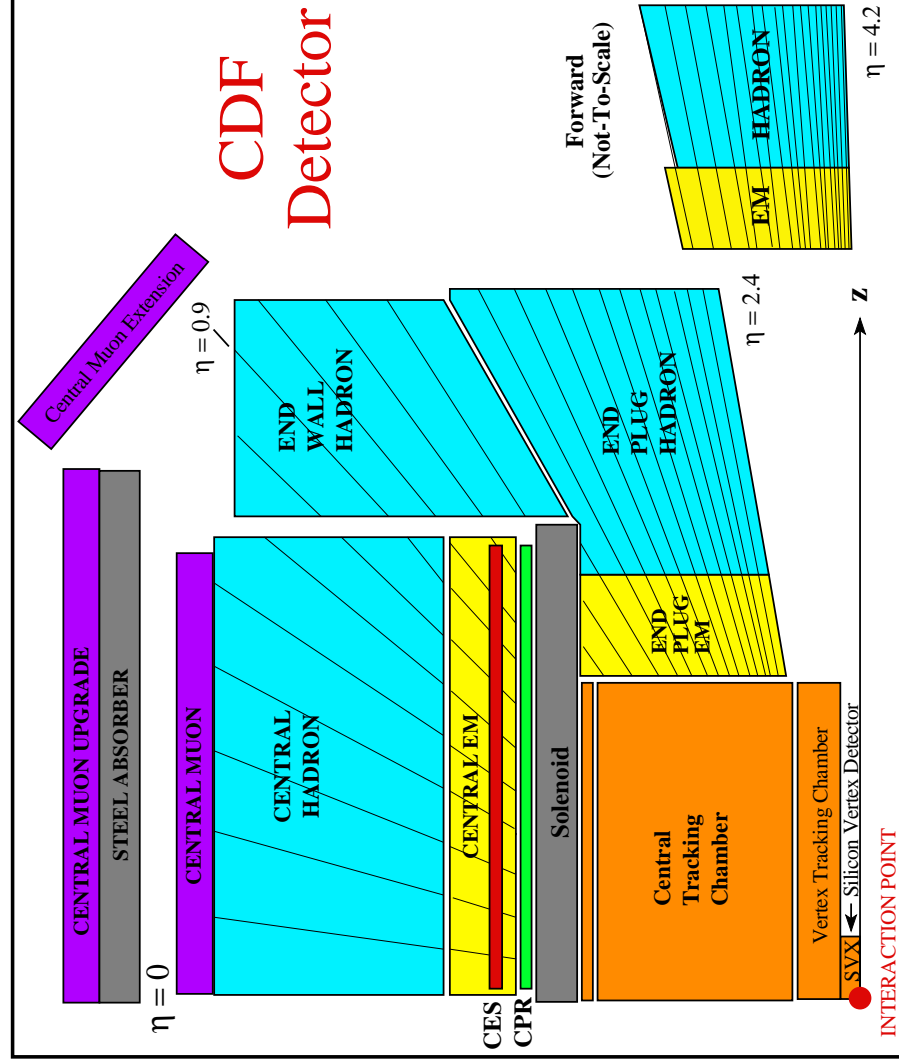 CDF
Detector
Central Muon Extension
CENTRAL MUON UPGRADE
STEEL ABSORBER
η = 0
CENTRAL MUON
η = 0.9
CENTRAL
HADRON
END
WALL
HADRON
CENTRAL EM
CES
CPR
Solenoid
END
PLUG
HADRON
END
PLUG
EM
η = 2.4
Forward
(Not-To-Scale)
EM
HADRON
η = 4.2
Central
Tracking
Chamber
Vertex Tracking Chamber
SVX
Silicon Vertex Detector
Z
INTERACTION POINT